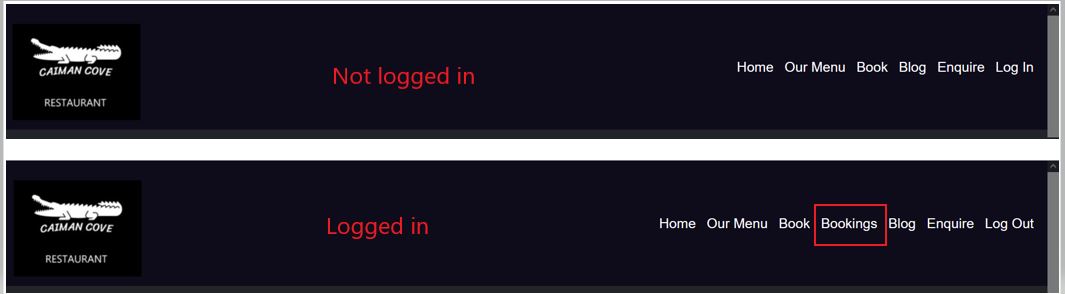 CAIMAN COVE
RESTAURANT
Not logged in
Home Our Menu Book Blog Enquire Log In
CAIMAN COVE
RESTAURANT
Logged in
Home Our Menu Book Bookings Blog Enquire Log Out